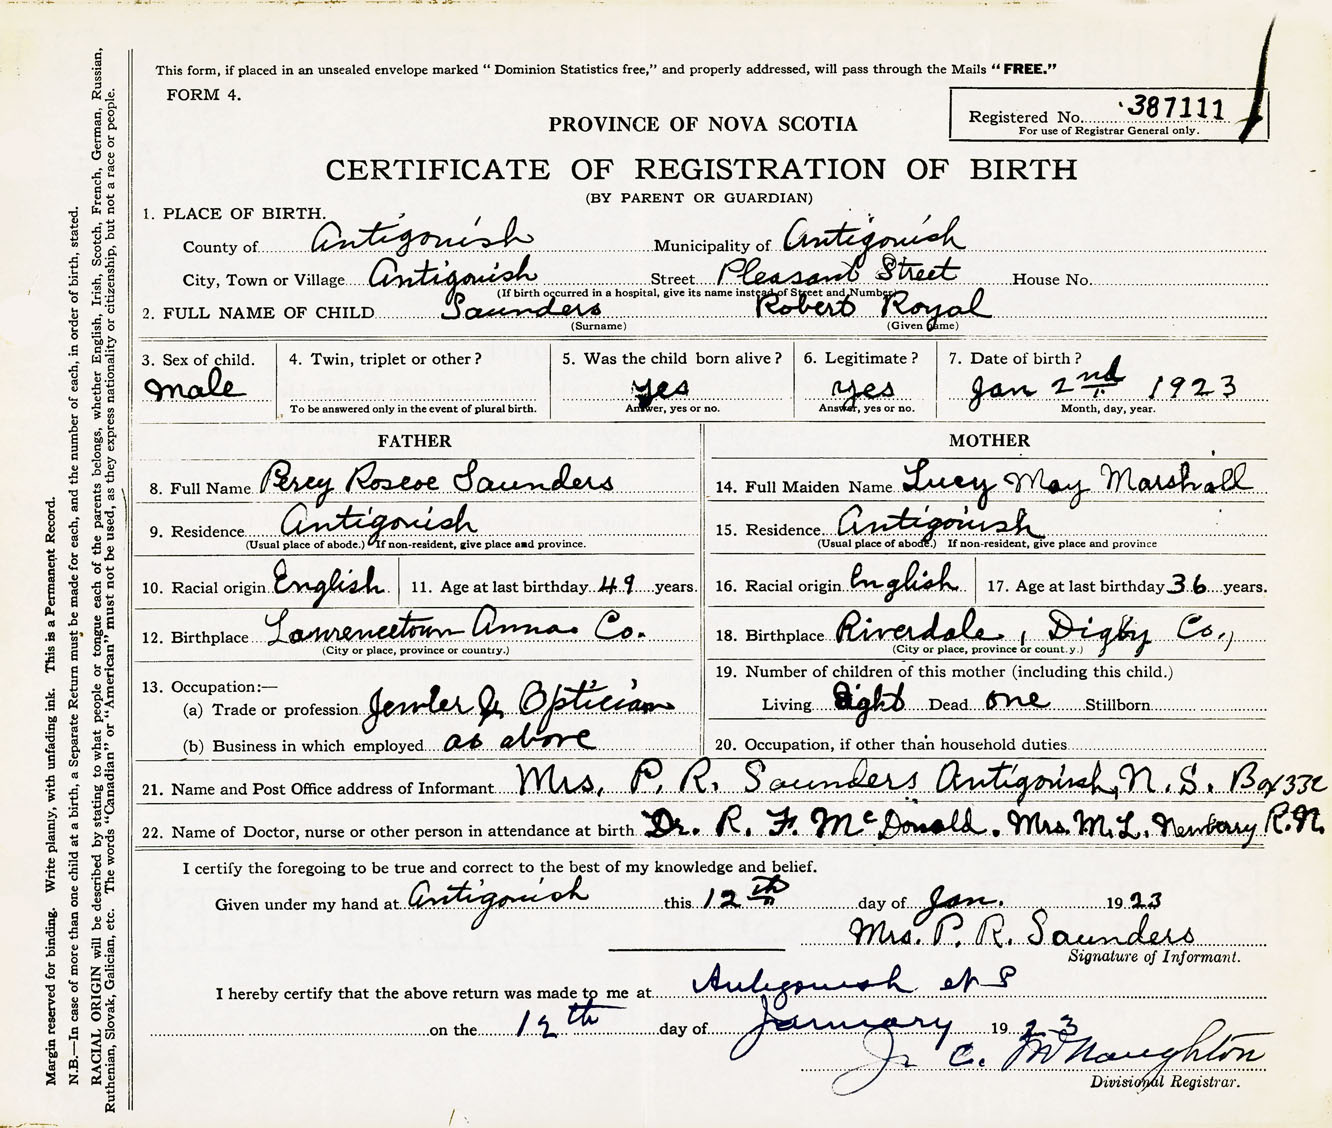 This form, if placed in an unsealed envelope marked "Dominion Statistics free," and properly addressed, will pass through the Mails "FREE."
FORM 4.
Registered No. 387111
For use of Registrar General only.
PROVINCE OF NOVA SCOTIA
CERTIFICATE OF REGISTRATION OF BIRTH
(BY PARENT OR GUARDIAN)
1. PLACE OF BIRTH.
County of Antigonish Municipality of Antigonish
City, Town or Village Antigonish Street Pleasant Street House No.
(If birth occurred in a hospital, give its name instead of Street and Number)
2. FULL NAME OF CHILD Saunders Robert Royal
(Surname) (Given name)
3. Sex of child. 4. Twin, triplet or other? 5. Was the child born alive? 6. Legitimate? 7. Date of birth?
male yes yes Jan 2nd 1923
To be answered only in the event of plural birth. Answer, yes or no. Answer, yes or no. Month, day, year.
FATHER MOTHER
8. Full Name Percy Roscoe Saunders 14. Full Maiden Name Lucy May Marshall
9. Residence Antigonish 15. Residence Antigonish
(Usual place of abode.) If non-resident, give place and province. (Usual place of abode.) If non-resident, give place and province
10. Racial origin English 11. Age at last birthday 49 years. 16. Racial origin English 17. Age at last birthday 36 years.
12. Birthplace Lawrencetown Anna. Co. 18. Birthplace Riverdale, Digby Co.,
(City or place, province or country.) (City or place, province or country.)
13. Occupation:— 19. Number of children of this mother (including this child.)
(a) Trade or profession Jewler & Optician Living Eight Dead one Stillborn
(b) Business in which employed as above 20. Occupation, if other than household duties
21. Name and Post Office address of Informant Mrs. P. R. Saunders Antigonish, N. S. Box 332
22. Name of Doctor, nurse or other person in attendance at birth Dr. R. F. McDonald. Mrs. M. L. Newberry R.N.
I certify the foregoing to be true and correct to the best of my knowledge and belief.
Given under my hand at Antigonish this 12th day of Jan. 1923
Mrs. P. R. Saunders
Signature of Informant.
I hereby certify that the above return was made to me at Antigonish N S
on the 12th day of January 1923
C. McNaughton
Divisional Registrar.
Margin reserved for binding. Write plainly, with unfading ink. This is a Permanent Record.
N.B.—In case of more than one child at a birth, a Separate Return must be made for each, and the number of each, in order of birth, stated.
RACIAL ORIGIN will be described by stating to what people or tongue each of the parents belongs, whether English, Irish, Scotch, French, German, Russian,
Ruthenian, Slovak, Galician, etc. The words "Canadian" or "American" must not be used, as they express nationality or citizenship, but not a race or people.